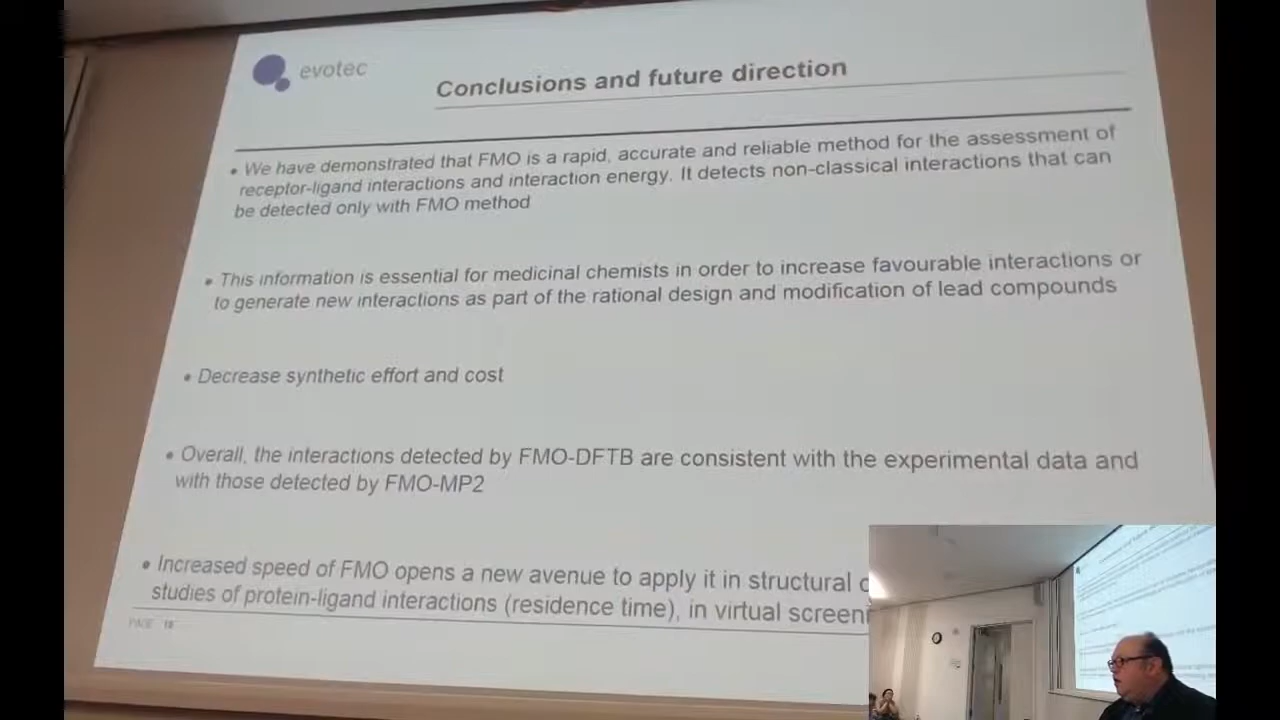 evotec
Conclusions and future direction
• We have demonstrated that FMO is a rapid, accurate and reliable method for the assessment of
receptor-ligand interactions and interaction energy. It detects non-classical interactions that can
be detected only with FMO method
• This information is essential for medicinal chemists in order to increase favourable interactions or
to generate new interactions as part of the rational design and modification of lead compounds
• Decrease synthetic effort and cost
• Overall, the interactions detected by FMO-DFTB are consistent with the experimental data and
with those detected by FMO-MP2
• Increased speed of FMO opens a new avenue to apply it in structural
studies of protein-ligand interactions (residence time), in virtual
PAGE